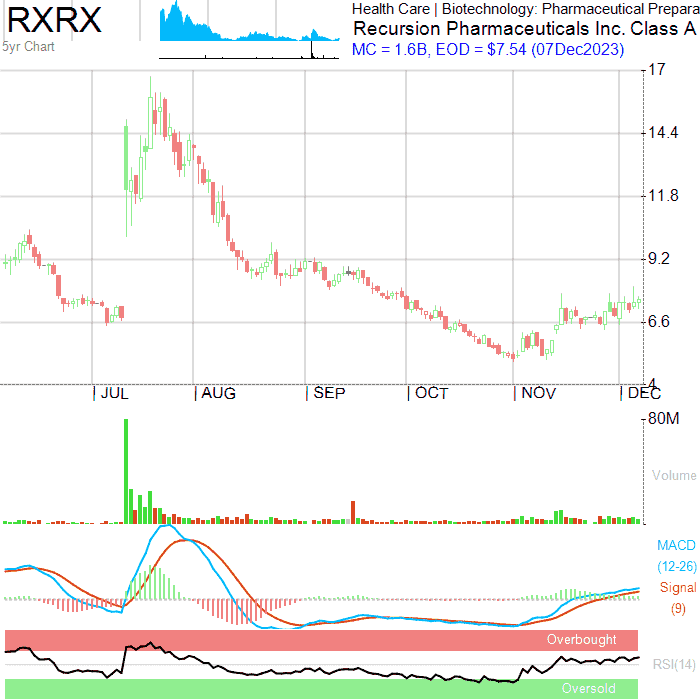 RXRX
5yr Chart
Health Care | Biotechnology: Pharmaceutical Prepara
Recursion Pharmaceuticals Inc. Class A
MC = 1.6B, EOD = $7.54 (07Dec2023)
17
14.4
11.8
9.2
6.6
4
JUL AUG SEP OCT NOV DEC
80M
Volume
MACD
(12-26)
Signal
(9)
Overbought
RSI(14)
Oversold